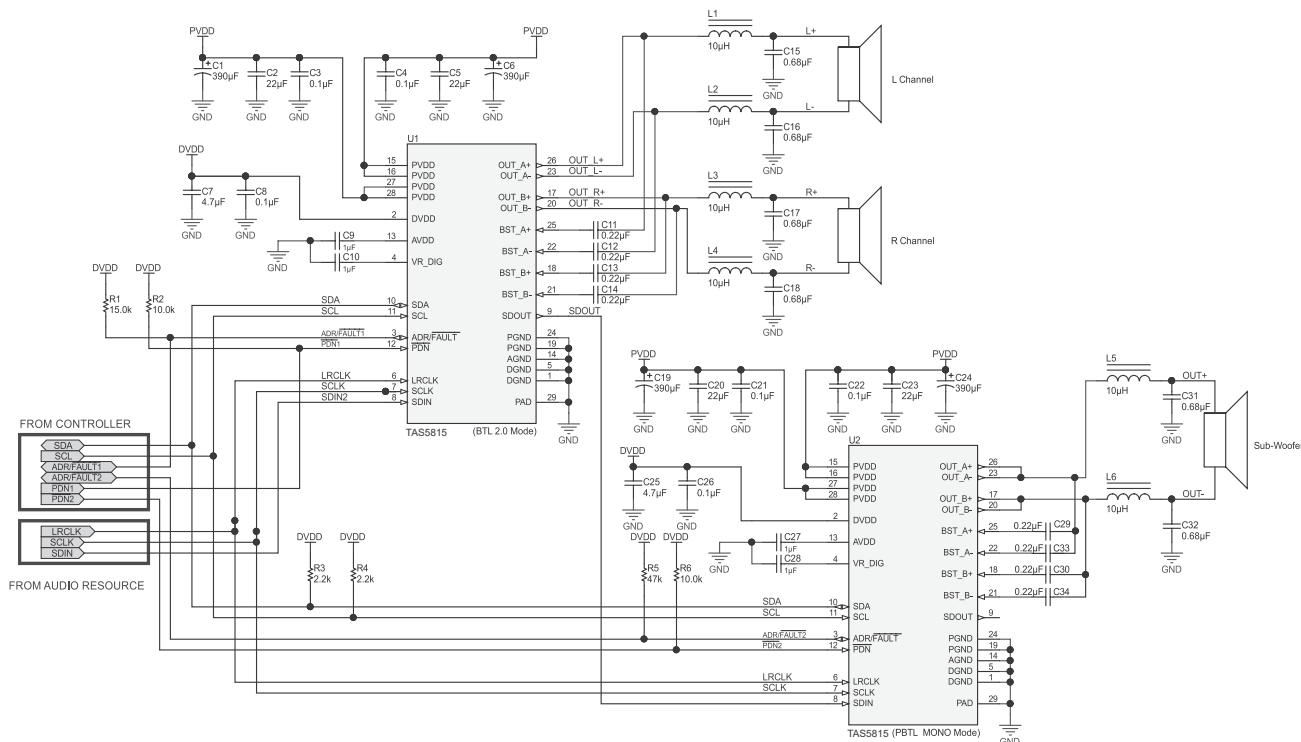 PVDD
C1
390µF
C2
22µF
C3
0.1µF
GND
GND
GND
PVDD
C4
0.1µF
C5
22µF
C6
390µF
GND
GND
GND
DVDD
C7
4.7µF
C8
0.1µF
GND
GND
U1
15 PVDD
16 PVDD
27 PVDD
28 PVDD
2 DVDD
13 AVDD
4 VR_DIG
10 SDA
11 SCL
3 ADR/FAULT
12 PDN
6 LRCLK
7 SCLK
8 SDIN
OUT_A+ 26 OUT_L+
OUT_A- 23 OUT_L-
OUT_B+ 17 OUT_R+
OUT_B- 20 OUT_R-
BST_A+ 25
BST_A- 22
BST_B+ 18
BST_B- 21
SDOUT 9 SDOUT
PGND 24
PGND 19
AGND 14
DGND 5
DGND 1
PAD 29
GND
TAS5815 (BTL 2.0 Mode)
C9
1µF
C10
1µF
GND
C11
0.22µF
C12
0.22µF
C13
0.22µF
C14
0.22µF
L1
10µH
L+
C15
0.68µF
GND
L Channel
L2
10µH
L-
C16
0.68µF
GND
L3
10µH
R+
C17
0.68µF
GND
R Channel
L4
10µH
R-
C18
0.68µF
GND
DVDD
DVDD
R1
15.0k
R2
10.0k
SDA
SCL
ADR/FAULT1
PDN1
LRCLK
SCLK
SDIN2
FROM CONTROLLER
SDA
SCL
ADR/FAULT1
ADR/FAULT2
PDN1
PDN2
LRCLK
SCLK
SDIN
FROM AUDIO RESOURCE
DVDD
DVDD
R3
2.2k
R4
2.2k
PVDD
C19
390µF
C20
22µF
C21
0.1µF
GND
GND
GND
PVDD
C22
0.1µF
C23
22µF
C24
390µF
GND
GND
GND
DVDD
C25
4.7µF
C26
0.1µF
GND
GND
C27
1µF
C28
1µF
GND
DVDD
DVDD
R5
47k
R6
10.0k
SDA
SCL
ADR/FAULT2
PDN2
LRCLK
SCLK
U2
15 PVDD
16 PVDD
27 PVDD
28 PVDD
2 DVDD
13 AVDD
4 VR_DIG
10 SDA
11 SCL
3 ADR/FAULT
12 PDN
6 LRCLK
7 SCLK
8 SDIN
OUT_A+ 26
OUT_A- 23
OUT_B+ 17
OUT_B- 20
BST_A+ 25
BST_A- 22
BST_B+ 18
BST_B- 21
SDOUT 9
PGND 24
PGND 19
AGND 14
DGND 5
DGND 1
PAD 29
GND
TAS5815 (PBTL MONO Mode)
0.22µF C29
0.22µF C33
0.22µF C30
0.22µF C34
L5
10µH
OUT+
C31
0.68µF
GND
Sub-Woofer
L6
10µH
OUT-
C32
0.68µF
GND